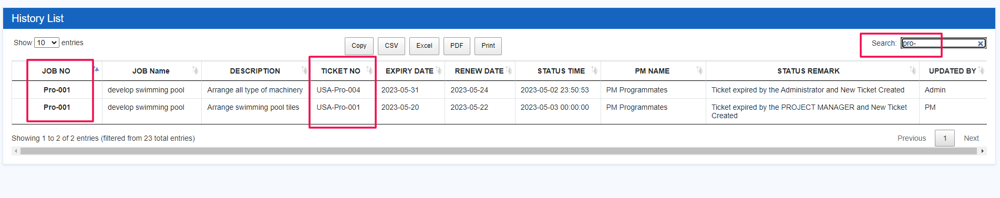 History List
Show 10 entries
Copy CSV Excel PDF Print
Search: pro-
JOB NO JOB Name DESCRIPTION TICKET NO EXPIRY DATE RENEW DATE STATUS TIME PM NAME STATUS REMARK UPDATED BY
Pro-001 develop swimming pool Arrange all type of machinery USA-Pro-004 2023-05-31 2023-05-24 2023-05-02 23:50:53 PM Programmates Ticket expired by the Administrator and New Ticket Created Admin
Pro-001 develop swimming pool Arrange swimming pool tiles USA-Pro-001 2023-05-20 2023-05-22 2023-05-03 00:00:00 PM Programmates Ticket expired by the PROJECT MANAGER and New Ticket PM
Created
Showing 1 to 2 of 2 entries (filtered from 23 total entries)
Previous 1 Next